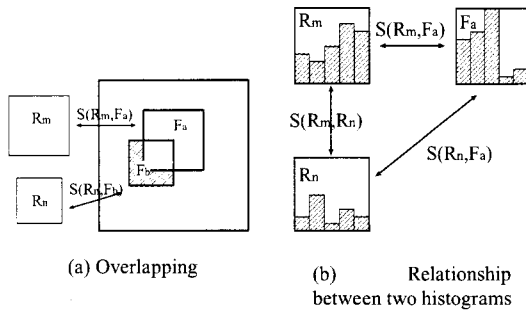 Rm
S(Rm,Fa)
Fa
Rn
S(Rn,Fb)
Fb
(a) Overlapping
Rm
S(Rm,Fa)
Fa
S(Rm,Rn)
S(Rn,Fa)
Rn
(b) Relationship
between two histograms